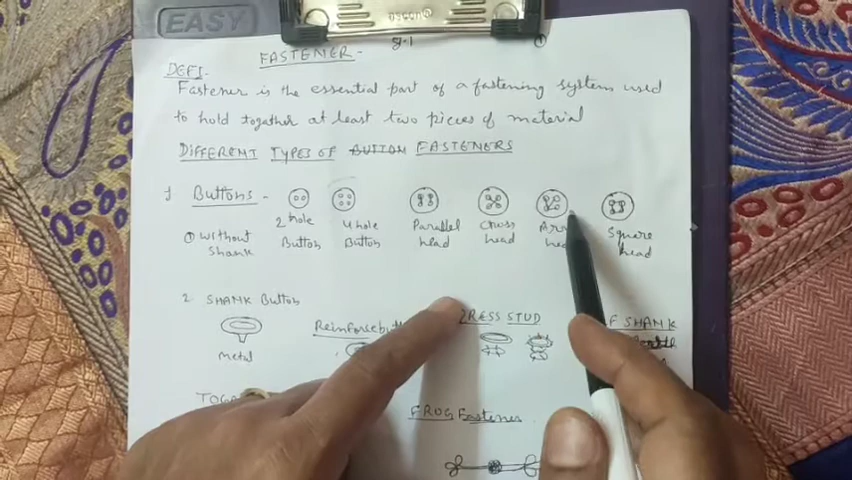 EASY
FASTENER -
DEFI-
Fastener is the essential part of a fastening system used
to hold together at least two pieces of material
DIFFERENT TYPES OF BUTTON FASTENERS
1 Buttons -
① without Shank
2 hole Button
4 hole Button
Parallel head
Cross head
Square head
2. SHANK Button
Metal
PRESS STUD
F SHANK
FROG Fastener